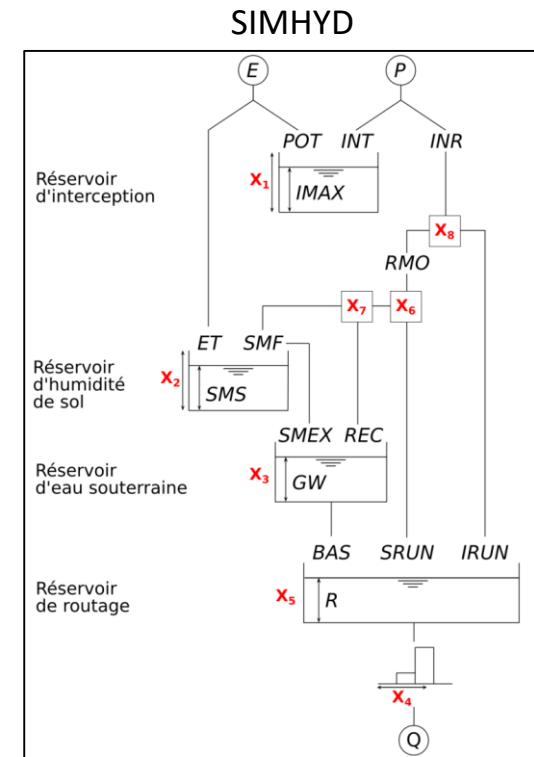 SIMHYD
E
P
POT INT INR
Réservoir
d'interception
X₁
IMAX
X₈
RMO
X₇
X₆
ET SMF
Réservoir
d'humidité
de sol
X₂
SMS
SMEX REC
Réservoir
d'eau souterraine
X₃
GW
BAS SRUN IRUN
Réservoir
de routage
X₅
R
X₄
Q